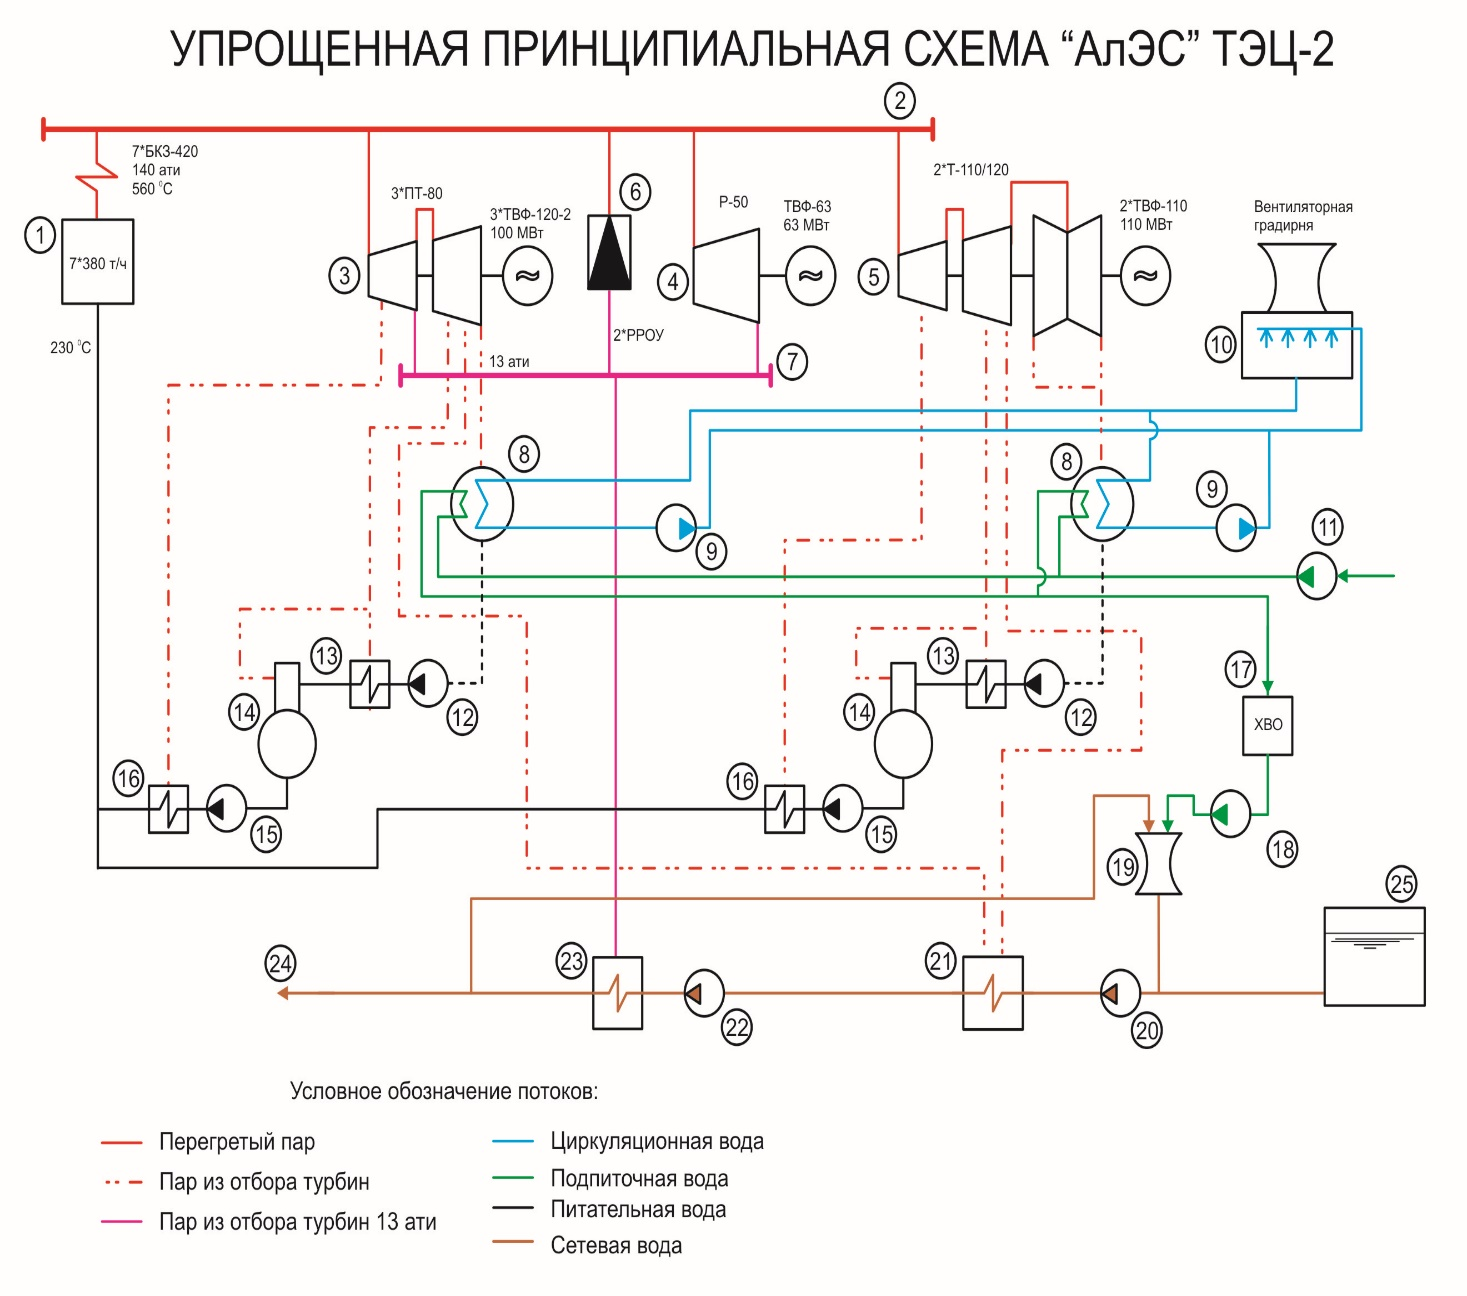 УПРОЩЕННАЯ ПРИНЦИПИАЛЬНАЯ СХЕМА “АлЭС” ТЭЦ-2
2
7*БКЗ-420
140 ати
560 °С
1
7*380 т/ч
230 °С
3*ПТ-80
3*ТВФ-120-2
100 МВт
3
6
2*РРОУ
Р-50
ТВФ-63
63 МВт
4
2*Т-110/120
2*ТВФ-110
110 МВт
5
Вентиляторная
градирня
10
13 ати
7
8
9
8
9
11
13
12
14
16
15
13
12
14
16
15
17
ХВО
18
19
25
24
23
22
21
20
Условное обозначение потоков:
Перегретый пар
Пар из отбора турбин
Пар из отбора турбин 13 ати
Циркуляционная вода
Подпиточная вода
Питательная вода
Сетевая вода